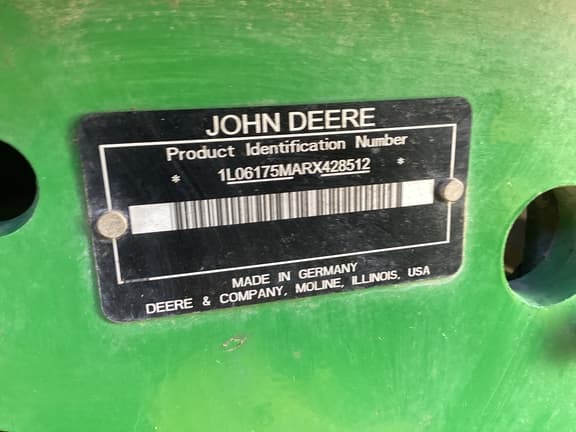 JOHN DEERE
Product Identification Number
* 1L06175MARX428512 *
MADE IN GERMANY
DEERE & COMPANY, MOLINE, ILLINOIS, USA